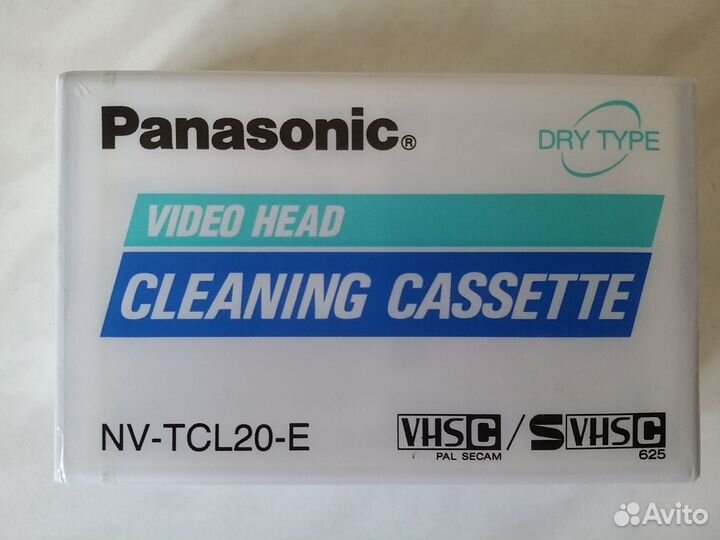 Panasonic®
DRY TYPE
VIDEO HEAD
CLEANING CASSETTE
NV-TCL20-E
VHSC / SVHSC
PAL SECAM 625
Avito